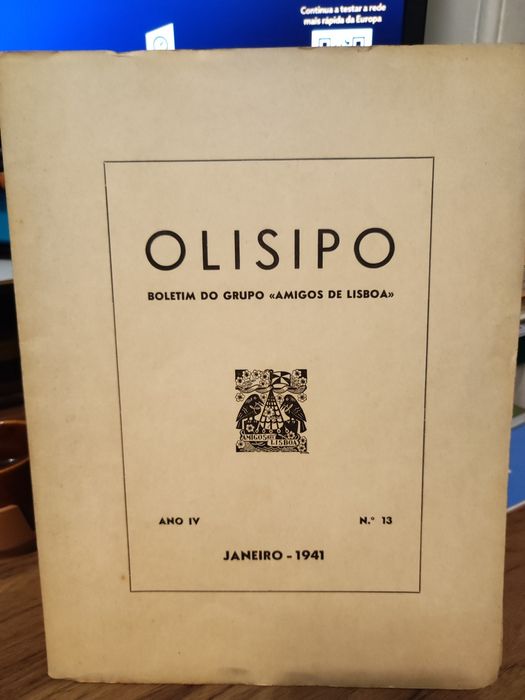 Continua a testar a rede
mais rápida da Europa
OLISIPO
BOLETIM DO GRUPO «AMIGOS DE LISBOA»
AMIGOS DE
LISBOA
ANO IV N.º 13
JANEIRO - 1941